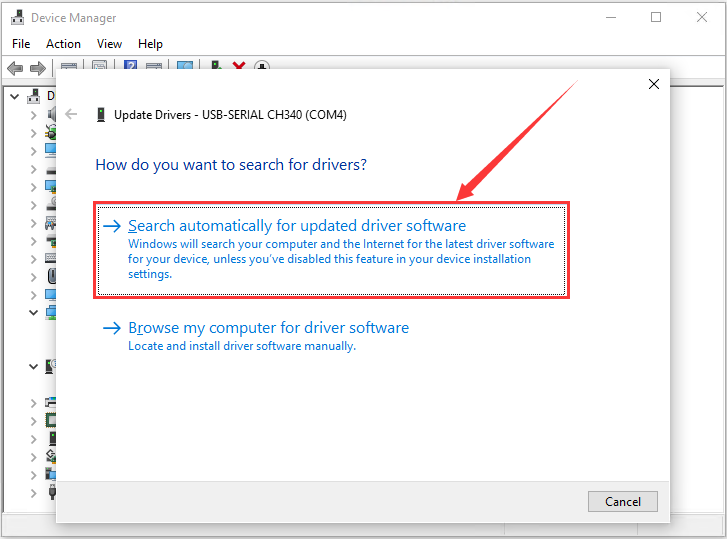 Device Manager
File Action View Help
D
Update Drivers - USB-SERIAL CH340 (COM4)
How do you want to search for drivers?
Search automatically for updated driver software
Windows will search your computer and the Internet for the latest driver software
for your device, unless you've disabled this feature in your device installation
settings.
Browse my computer for driver software
Locate and install driver software manually.
Cancel